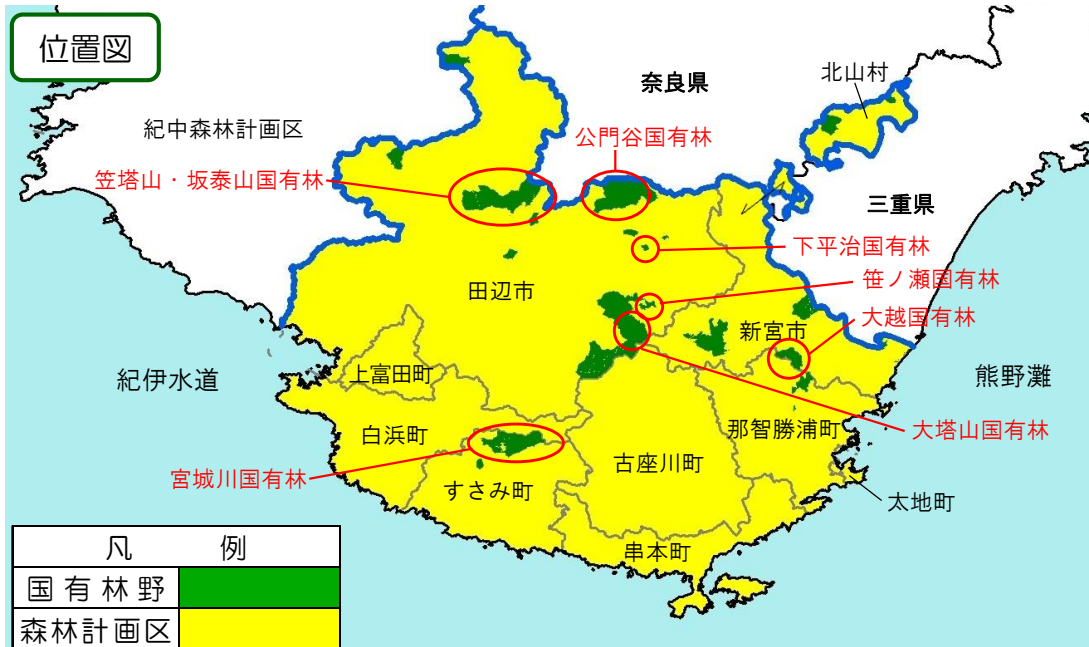 位置図
奈良県
北山村
紀中森林計画区
公門谷国有林
笠塔山・坂泰山国有林
三重県
下平治国有林
笹ノ瀬国有林
田辺市
大越国有林
新宮市
上富田町
紀伊水道
熊野灘
白浜町
那智勝浦町
大塔山国有林
古座川町
宮城川国有林
すさみ町
太地町
串本町
凡 例
国有林野
森林計画区